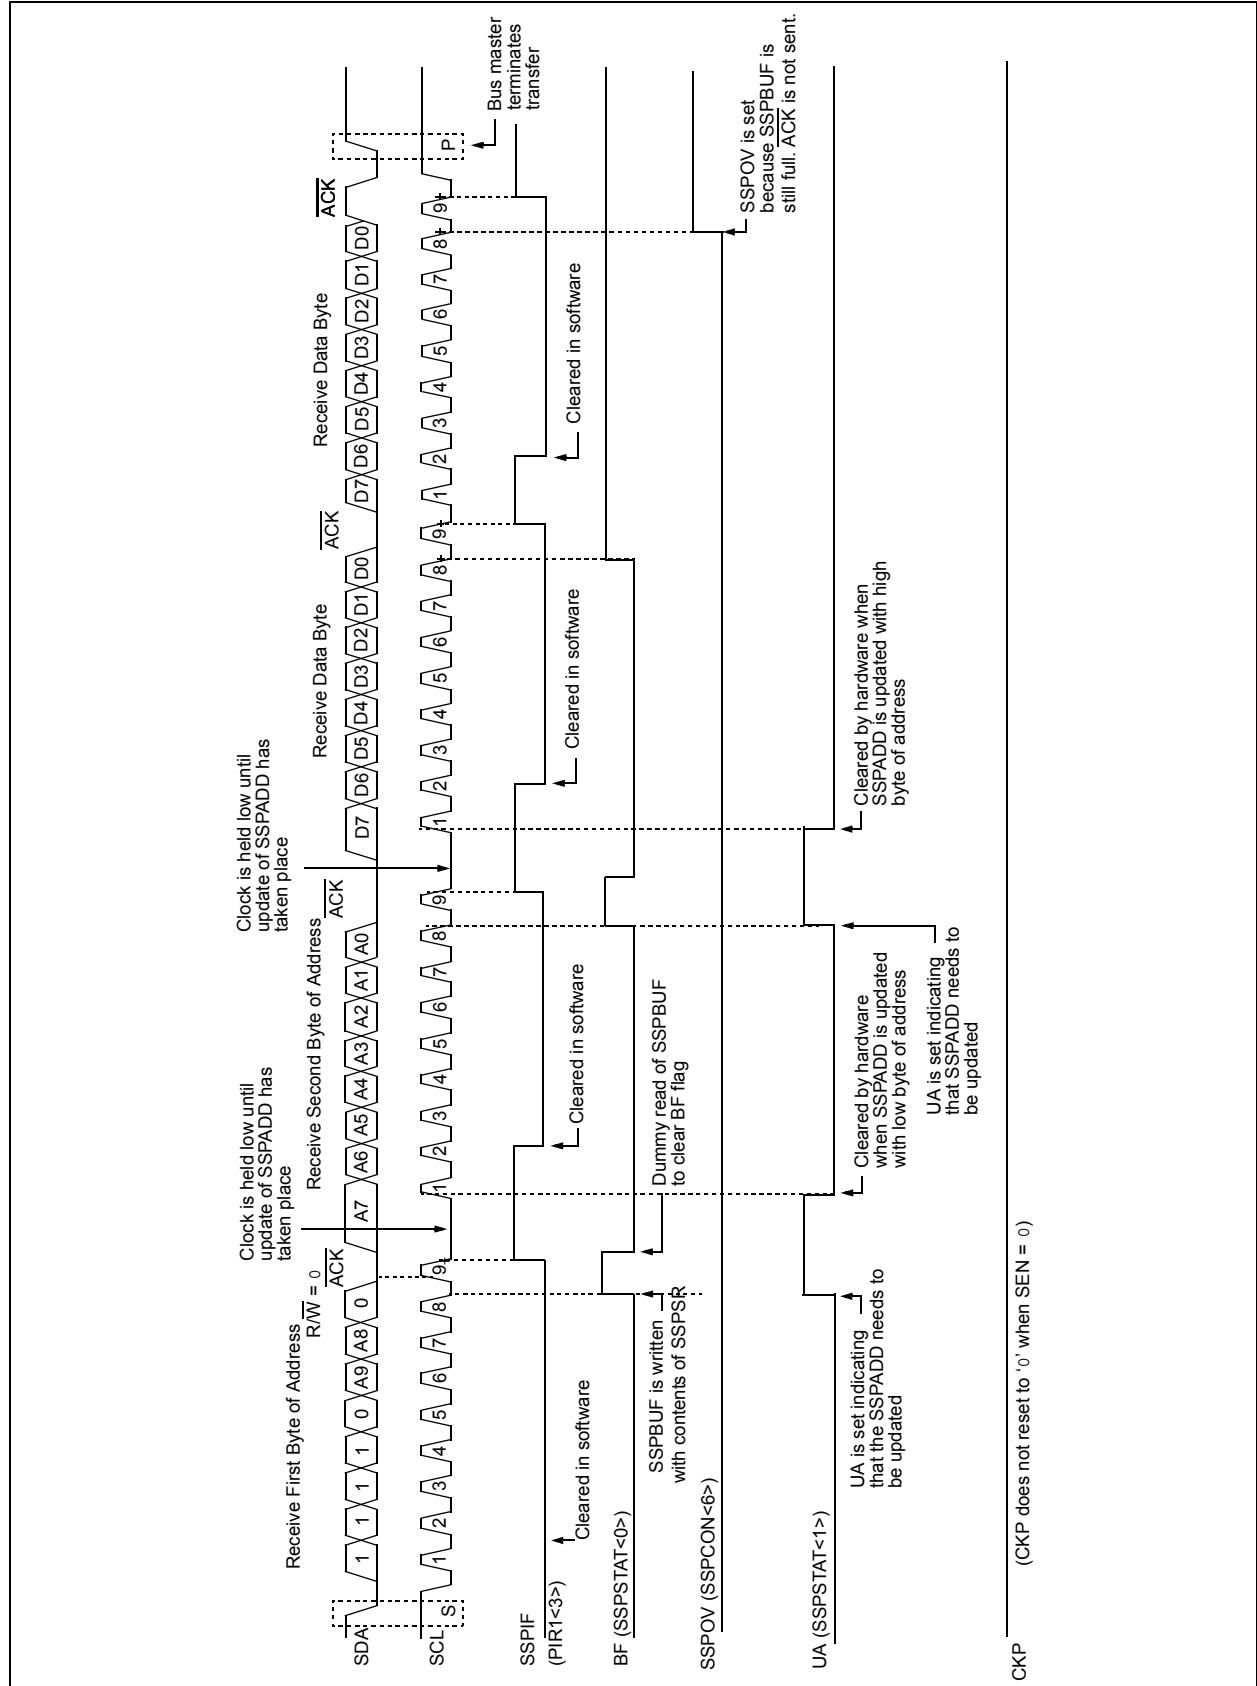 Receive First Byte of Address
R/W = 0
ACK
Clock is held low until
update of SSPADD has
taken place
Receive Second Byte of Address
ACK
Clock is held low until
update of SSPADD has
taken place
Receive Data Byte
ACK
Receive Data Byte
ACK
SDA
1 1 1 1 0 A9 A8 0 A7 A6 A5 A4 A3 A2 A1 A0 D7 D6 D5 D4 D3 D2 D1 D0 D7 D6 D5 D4 D3 D2 D1 D0
SCL
S 1 2 3 4 5 6 7 8 9 1 2 3 4 5 6 7 8 9 1 2 3 4 5 6 7 8 9 1 2 3 4 5 6 7 8 9 P
Bus master
terminates
transfer
SSPIF
(PIR1<3>)
Cleared in software
Cleared in software
Cleared in software
Cleared in software
BF (SSPSTAT<0>)
SSPBUF is written
with contents of SSPSR
Dummy read of SSPBUF
to clear BF flag
SSPOV (SSPCON<6>)
SSPOV is set
because SSPBUF is
still full. ACK is not sent.
UA (SSPSTAT<1>)
UA is set indicating
that the SSPADD needs to
be updated
Cleared by hardware
when SSPADD is updated
with low byte of address
UA is set indicating
that SSPADD needs to
be updated
Cleared by hardware when
SSPADD is updated with high
byte of address
CKP
(CKP does not reset to ‘0’ when SEN = 0)